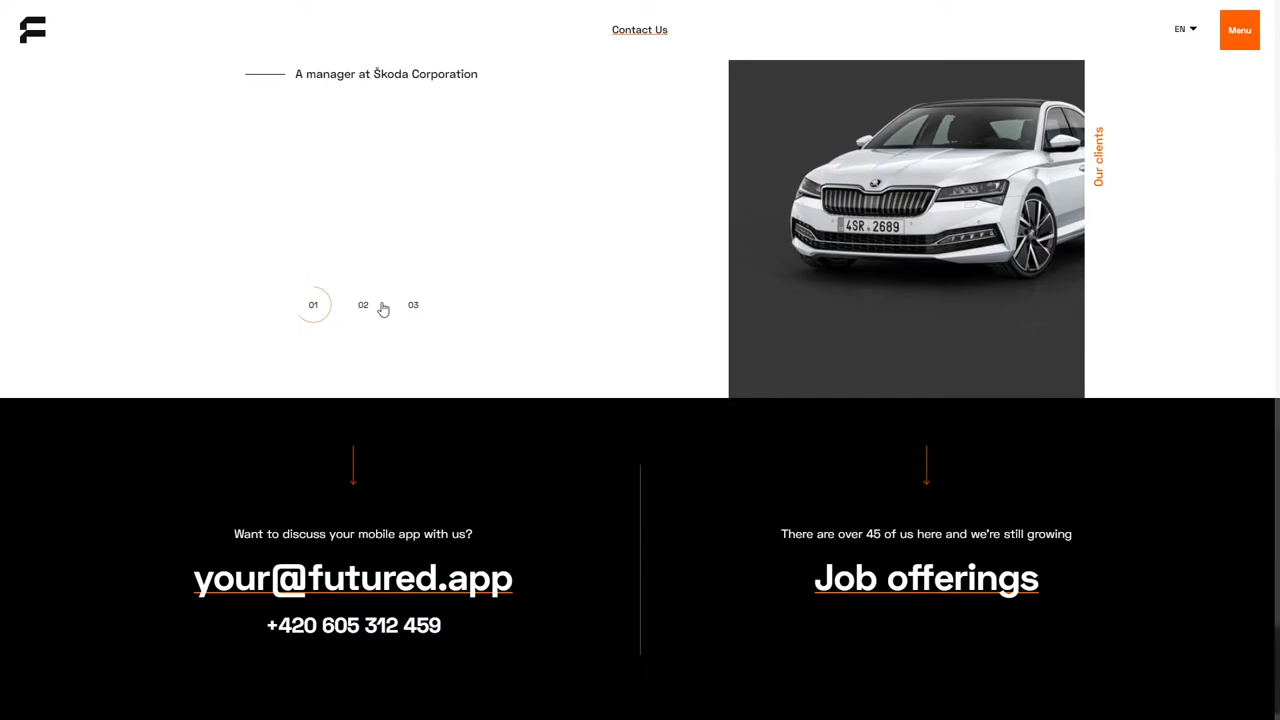 Contact Us
EN
Menu
A manager at Škoda Corporation
4SR 2689
Our clients
01
02
03
Want to discuss your mobile app with us?
There are over 45 of us here and we're still growing
your@futured.app
Job offerings
+420 605 312 459